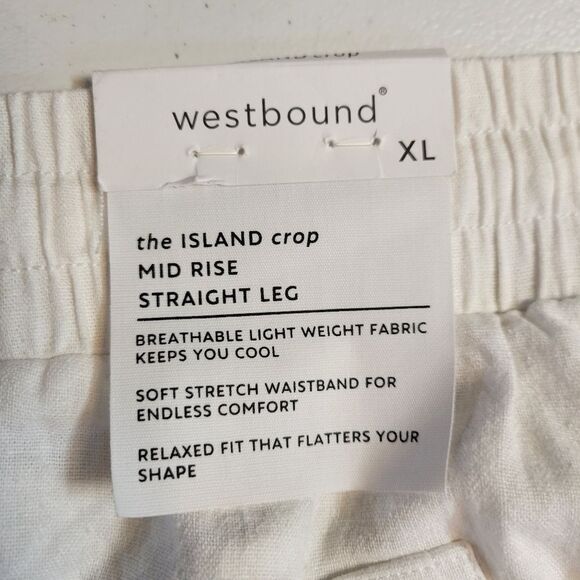 westbound®
XL
the ISLAND crop
MID RISE
STRAIGHT LEG
BREATHABLE LIGHT WEIGHT FABRIC
KEEPS YOU COOL
SOFT STRETCH WAISTBAND FOR
ENDLESS COMFORT
RELAXED FIT THAT FLATTERS YOUR
SHAPE